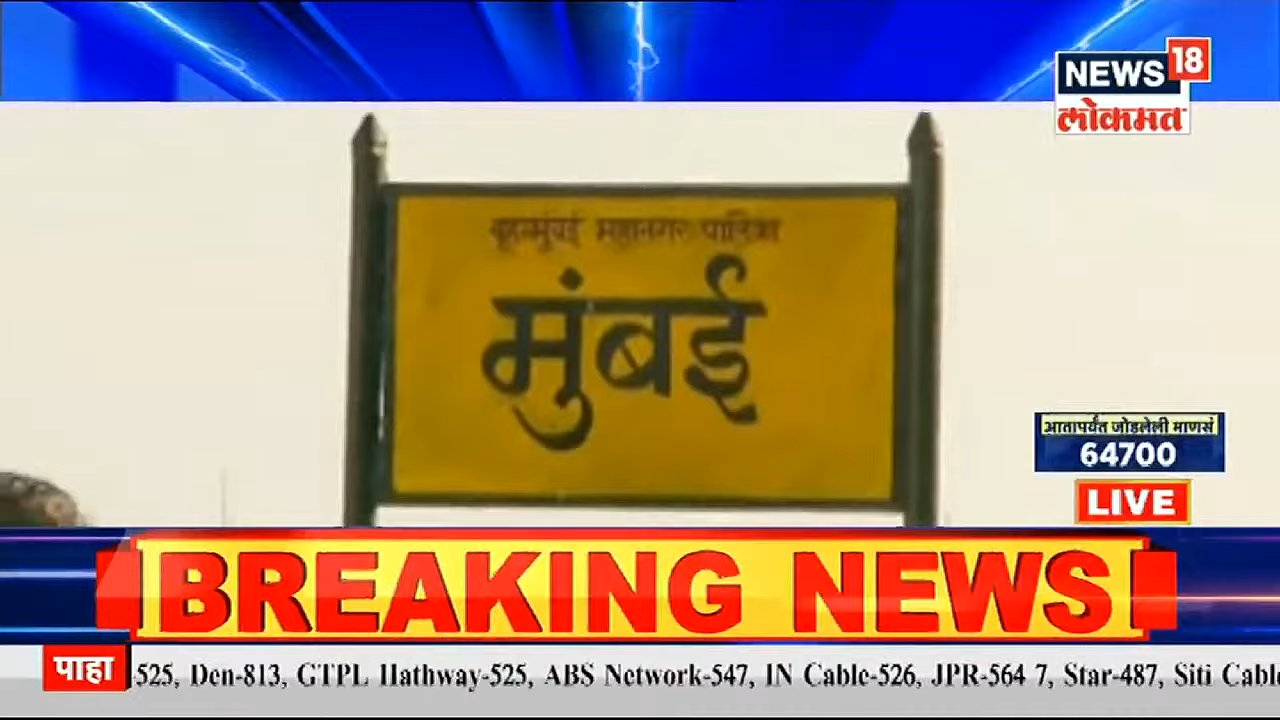 NEWS 18
लोकमत
बृहन्मुंबई महानगर पालिका
मुंबई
आतापर्यंत जोडलेली माणसं
64700
LIVE
BREAKING NEWS
पाहा -525, Den-813, GTPL Hathway-525, ABS Network-547, IN Cable-526, JPR-564 7, Star-487, Siti Cable